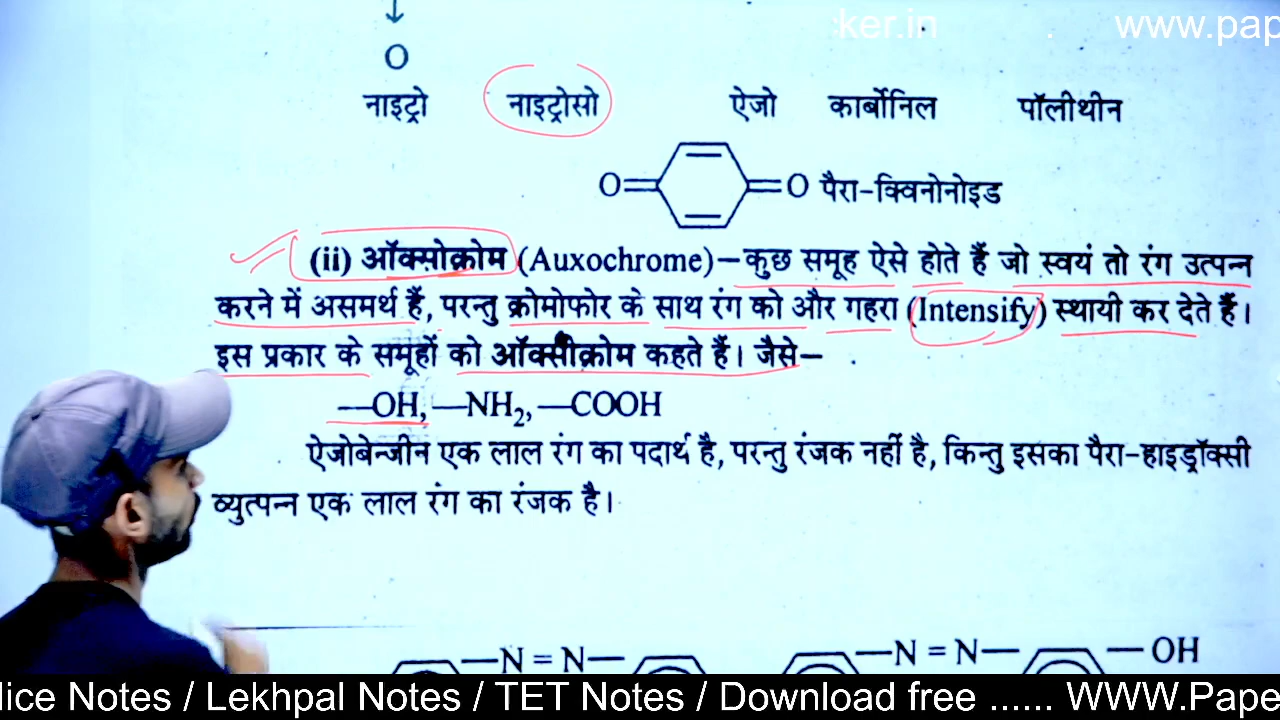 ker.in . www.pap
O
नाइट्रो नाइट्रोसो ऐजो कार्बोनिल पॉलीथीन
O= =O पैरा-क्विनोनोइड
(ii) ऑक्सोक्रोम (Auxochrome)—कुछ समूह ऐसे होते हैं जो स्वयं तो रंग उत्पन्न
करने में असमर्थ हैं, परन्तु क्रोमोफोर के साथ रंग को और गहरा (Intensify) स्थायी कर देते हैं।
इस प्रकार के समूहों को ऑक्सोक्रोम कहते हैं। जैसे—
—OH, —NH₂, —COOH
ऐजोबेन्जीन एक लाल रंग का पदार्थ है, परन्तु रंजक नहीं है, किन्तु इसका पैरा-हाइड्रॉक्सी
व्युत्पन्न एक लाल रंग का रंजक है।
—N = N— —N = N— —OH
lice Notes / Lekhpal Notes / TET Notes / Download free ...... WWW.Pape